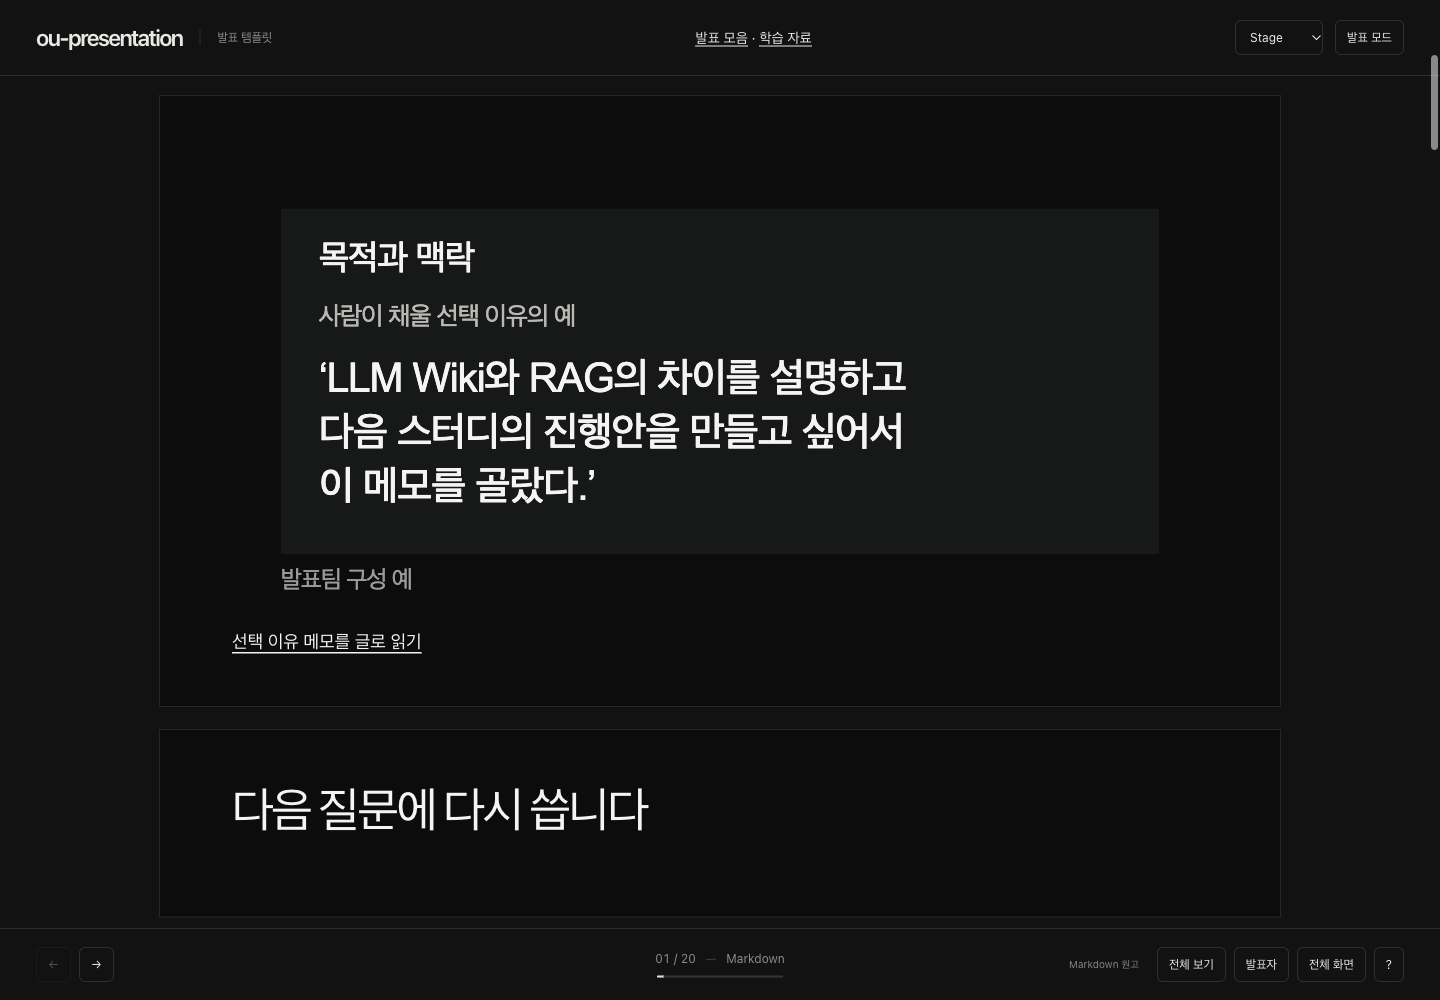 ou-presentation
발표 템플릿
발표 모음 · 학습 자료
Stage
발표 모드
목적과 맥락
사람이 채울 선택 이유의 예
‘LLM Wiki와 RAG의 차이를 설명하고
다음 스터디의 진행안을 만들고 싶어서
이 메모를 골랐다.’
발표팀 구성 예
선택 이유 메모를 글로 읽기
다음 질문에 다시 씁니다
←
→
01 / 20 — Markdown
Markdown 원고
전체 보기
발표자
전체 화면
?